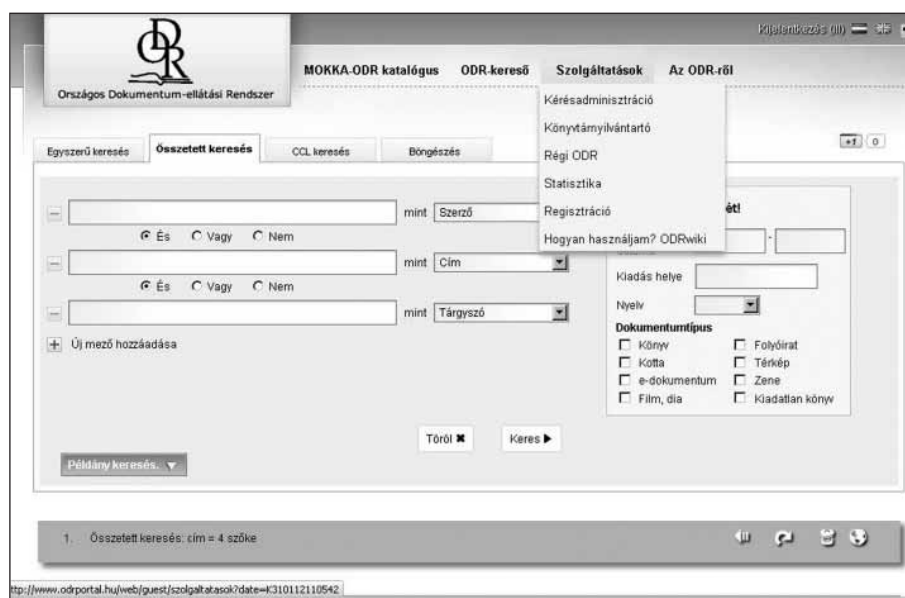 Kijelentkezés (III)
ODR
Országos Dokumentum-ellátási Rendszer
MOKKA-ODR katalógus ODR-kereső Szolgáltatások Az ODR-ről
Kérésadminisztráció
Könyvtárnyilvántartó
Régi ODR
Statisztika
Regisztráció
Hogyan használjam? ODRwiki
Egyszerű keresés Összetett keresés CCL keresés Böngészés
+1 0
mint Szerző
És Vagy Nem
mint Cím
És Vagy Nem
mint Tárgyszó
Új mező hozzáadása
ét!
-
Kiadás helye
Nyelv
Dokumentumtípus
Könyv Folyóirat
Kotta Térkép
e-dokumentum Zene
Film, dia Kiadatlan könyv
Töröl Keres
Példány keresés.
1. Összetett keresés: cím = 4 szőke
ttp://www.odrportal.hu/web/guest/szolgaltatasok?date=K310112110542